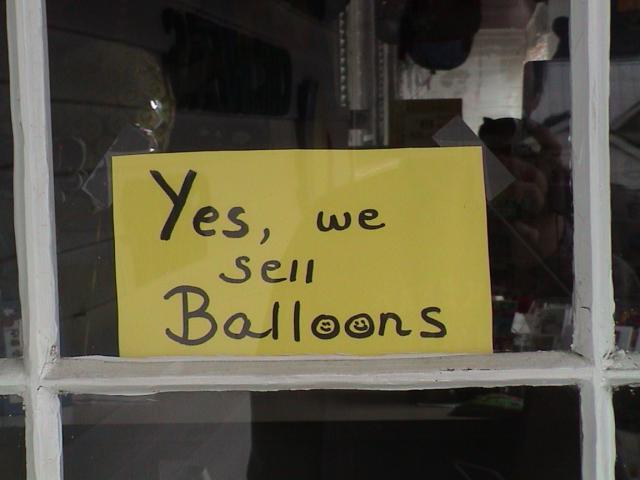 Yes, we
sell
Balloons